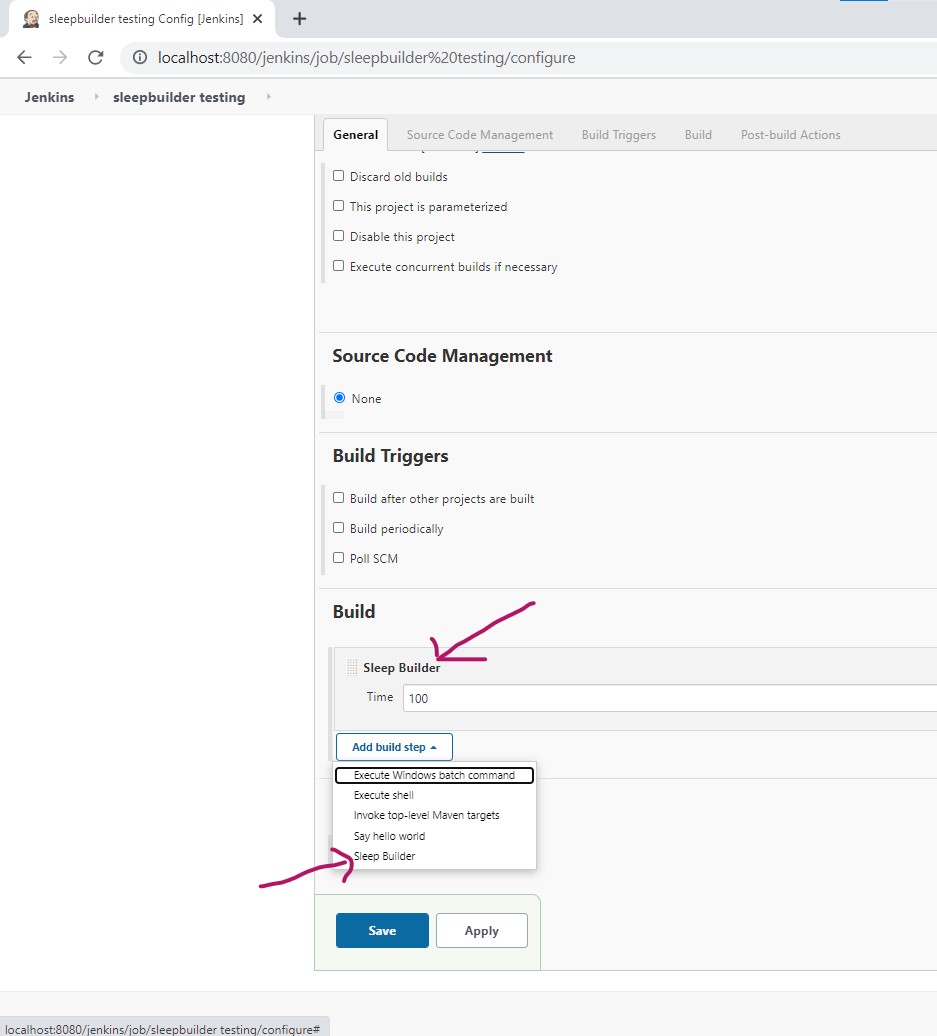 sleepbuilder testing Config [Jenkins]
localhost:8080/jenkins/job/sleepbuilder%20testing/configure
Jenkins sleepbuilder testing
General Source Code Management Build Triggers Build Post-build Actions
Discard old builds
This project is parameterized
Disable this project
Execute concurrent builds if necessary
Source Code Management
None
Build Triggers
Build after other projects are built
Build periodically
Poll SCM
Build
Sleep Builder
Time 100
Add build step
Execute Windows batch command
Execute shell
Invoke top-level Maven targets
Say hello world
Sleep Builder
Save Apply
localhost:8080/jenkins/job/sleepbuilder testing/configure#